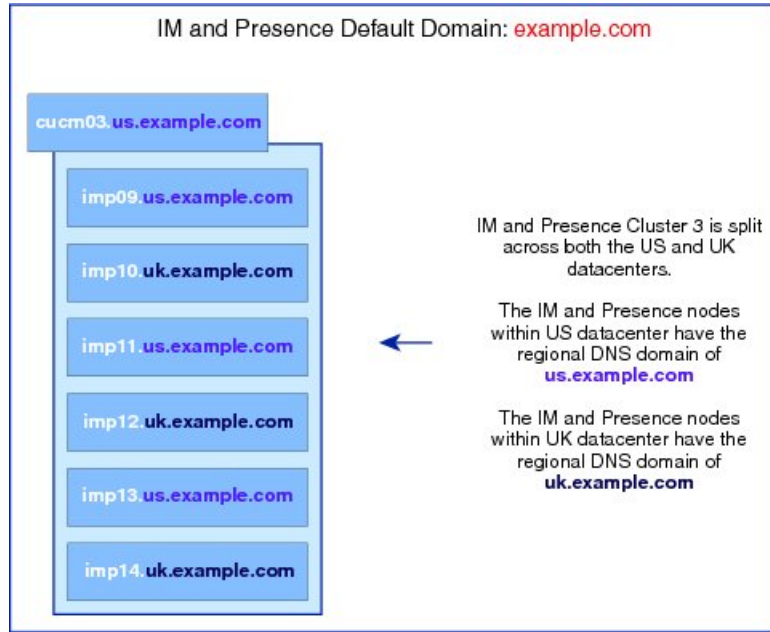 IM and Presence Default Domain: example.com
cucm03.us.example.com
imp09.us.example.com
imp10.uk.example.com
imp11.us.example.com
imp12.uk.example.com
imp13.us.example.com
imp14.uk.example.com
IM and Presence Cluster 3 is split
across both the US and UK
datacenters.
The IM and Presence nodes
within US datacenter have the
regional DNS domain of
us.example.com
The IM and Presence nodes
within UK datacenter have the
regional DNS domain of
uk.example.com